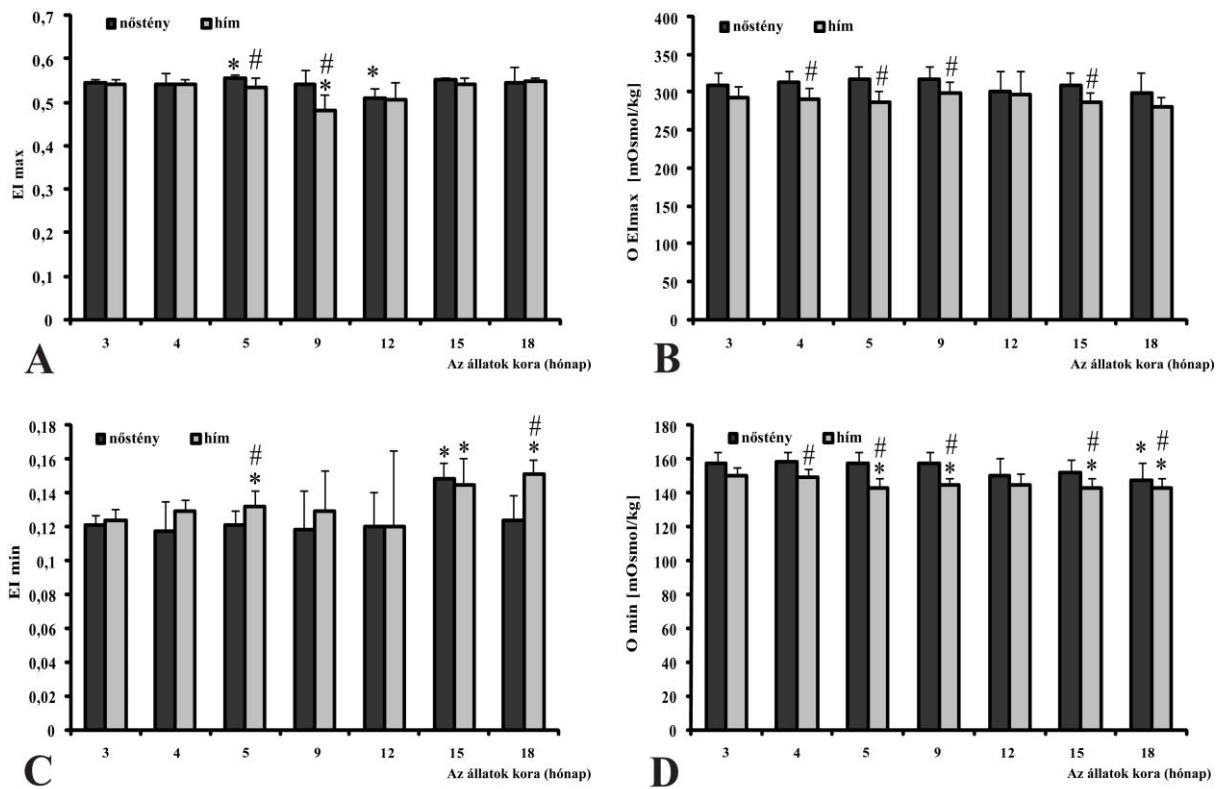 nőstény hím
EI max
0,7
0,6
0,5
0,4
0,3
0,2
0,1
0
* # # * *
3 4 5 9 12 15 18
Az állatok kora (hónap)
A
nőstény hím
O EImax [mOsmol/kg]
400
350
300
250
200
150
100
50
0
# # # #
3 4 5 9 12 15 18
Az állatok kora (hónap)
B
nőstény hím
EI min
0,18
0,16
0,14
0,12
0,1
0,08
0,06
0,04
0,02
0
# * * * # *
3 4 5 9 12 15 18
Az állatok kora (hónap)
C
nőstény hím
O min [mOsmol/kg]
180
160
140
120
100
80
60
40
20
0
# # * # * # * * # *
3 4 5 9 12 15 18
Az állatok kora (hónap)
D